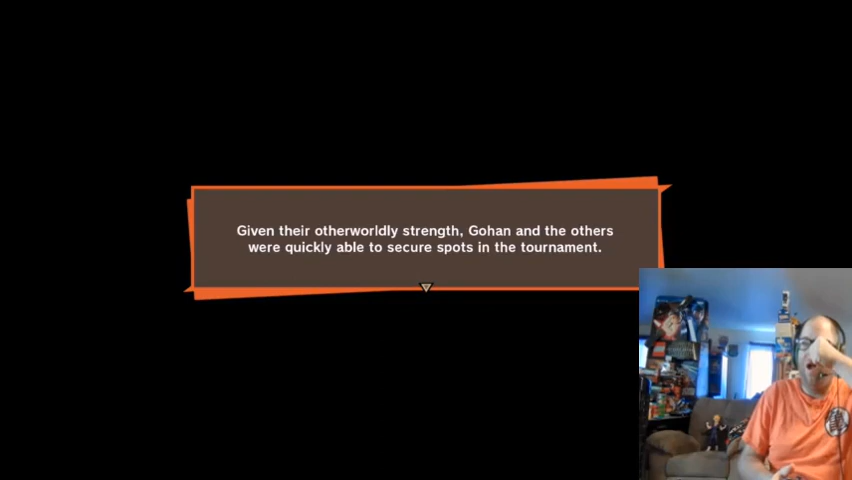 Given their otherworldly strength, Gohan and the others
were quickly able to secure spots in the tournament.